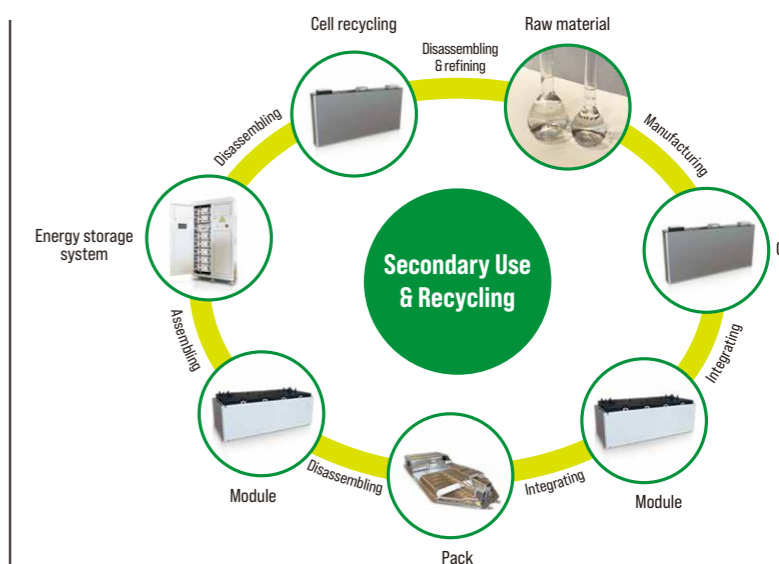 Cell recycling
Disassembling
& refining
Raw material
Manufacturing
Integrating
Module
Integrating
Pack
Disassembling
Module
Assembling
Energy storage
system
Disassembling
Secondary Use
& Recycling